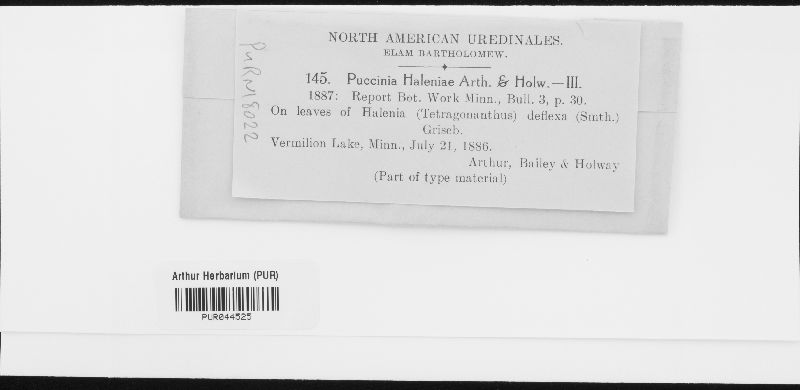 NORTH AMERICAN UREDINALES.
ELAM BARTHOLOMEW.
145. Puccinia Haleniae Arth. & Holw.—III.
1887: Report Bot. Work Minn., Bull. 3, p. 30.
On leaves of Halenia (Tetragonanthus) deflexa (Smth.)
Griseb.
Vermilion Lake, Minn., July 21, 1886.
Arthur, Bailey & Holway
(Part of type material)
PURN18022
Arthur Herbarium (PUR)
PUR044525